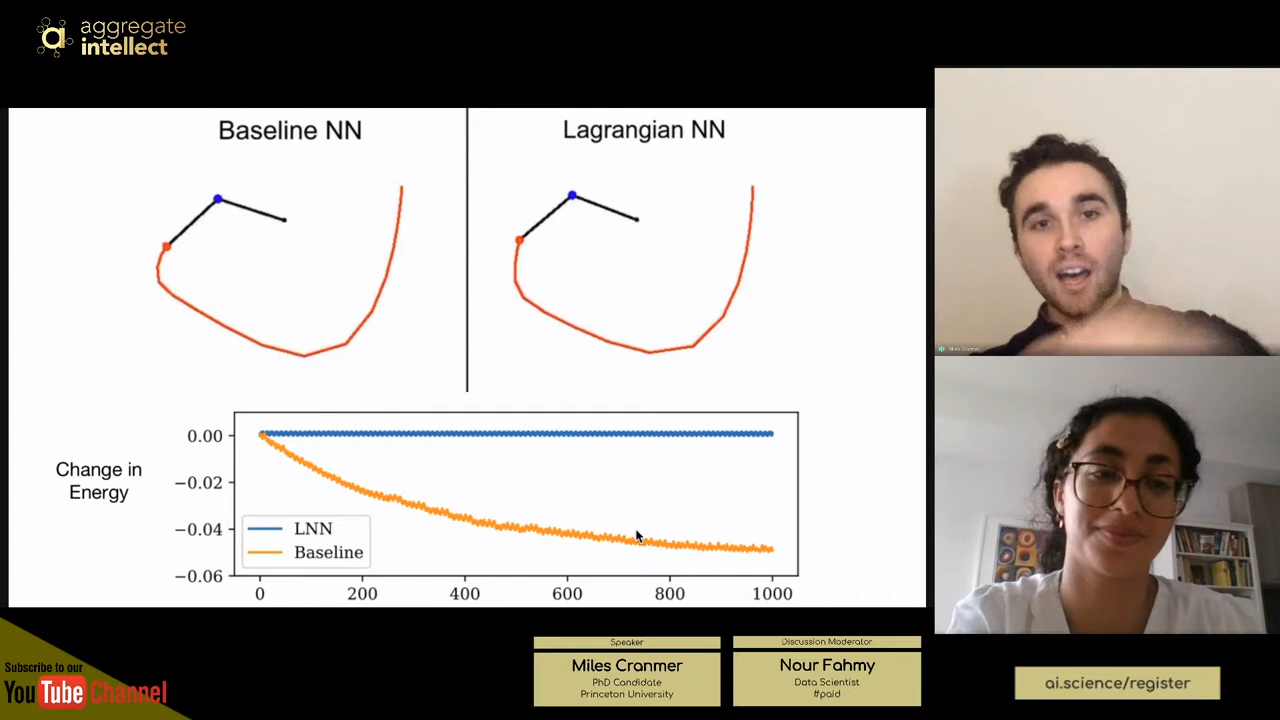 aggregate
intellect
Baseline NN
Lagrangian NN
Miles Cranmer
Change in
Energy
0.00
−0.02
−0.04
−0.06
LNN
Baseline
0 200 400 600 800 1000
Subscribe to our
YouTube Channel
Speaker
Miles Cranmer
PhD Candidate
Princeton University
Discussion Moderator
Nour Fahmy
Data Scientist
#paid
ai.science/register